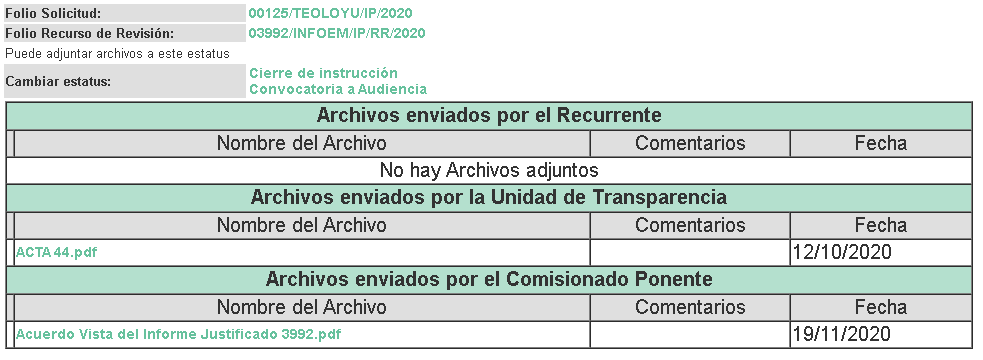 Folio Solicitud: 00125/TEOLOYU/IP/2020
Folio Recurso de Revisión: 03992/INFOEM/IP/RR/2020
Puede adjuntar archivos a este estatus
Cambiar estatus: Cierre de instrucción
Convocatoria a Audiencia
Archivos enviados por el Recurrente
Nombre del Archivo Comentarios Fecha
No hay Archivos adjuntos
Archivos enviados por la Unidad de Transparencia
Nombre del Archivo Comentarios Fecha
ACTA 44.pdf 12/10/2020
Archivos enviados por el Comisionado Ponente
Nombre del Archivo Comentarios Fecha
Acuerdo Vista del Informe Justificado 3992.pdf 19/11/2020